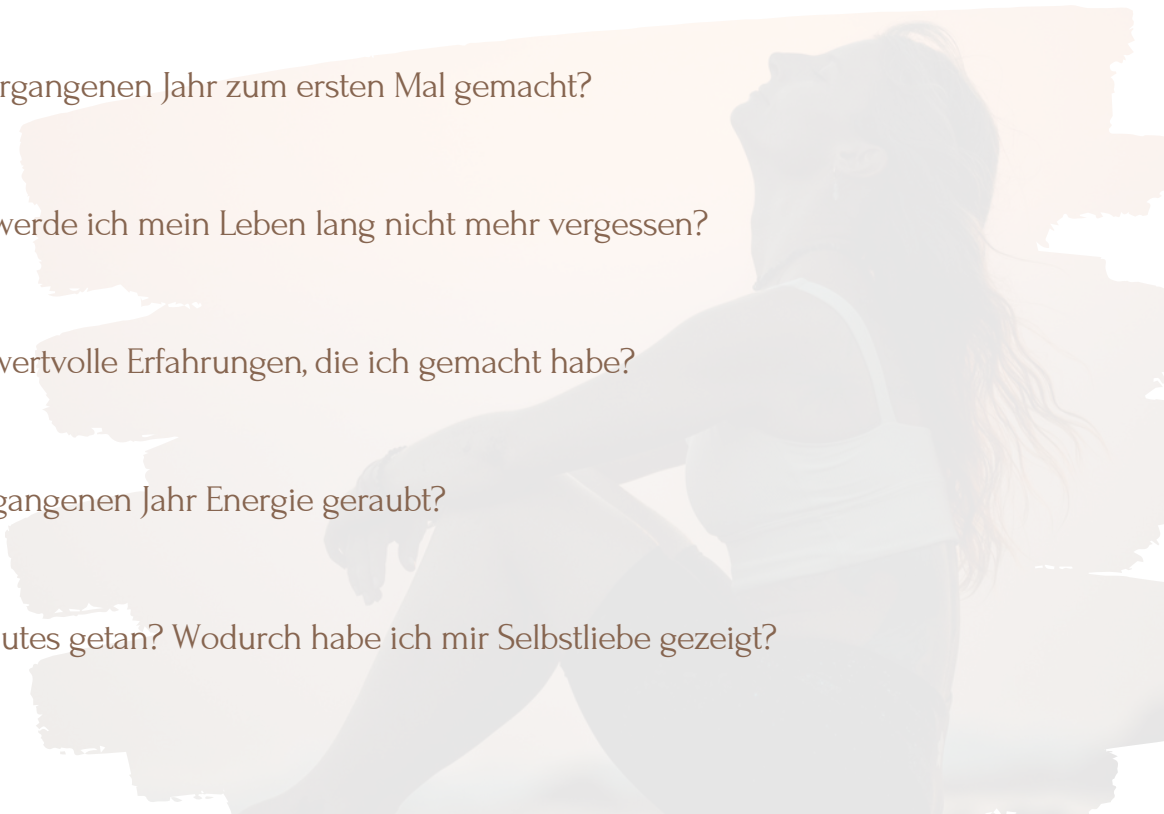 rgangenen Jahr zum ersten Mal gemacht?
werde ich mein Leben lang nicht mehr vergessen?
wertvolle Erfahrungen, die ich gemacht habe?
gangenen Jahr Energie geraubt?
utes getan? Wodurch habe ich mir Selbstliebe gezeigt?